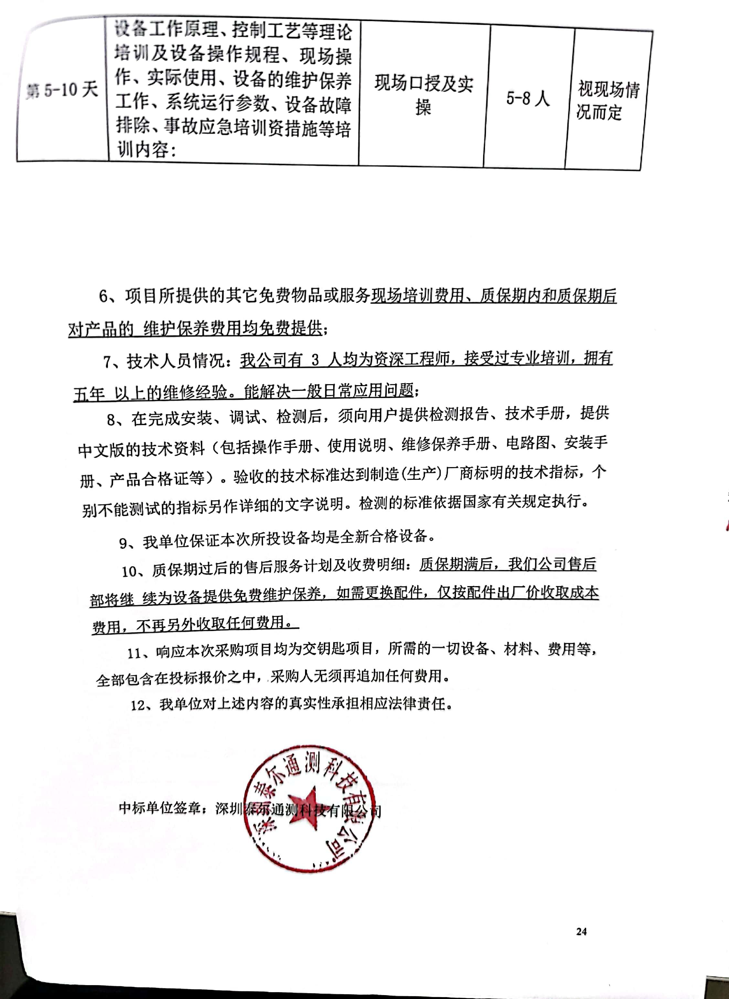 第5-10天
设备工作原理、控制工艺等理论
培训及设备操作规程、现场操
作、实际使用、设备的维护保养
工作、系统运行参数、设备故障
排除、事故应急培训资措施等培
训内容：
现场口授及实
操
5-8人
视现场情
况而定
6、项目所提供的其它免费物品或服务现场培训费用、质保期内和质保期后
对产品的 维护保养费用均免费提供；
7、技术人员情况：我公司有 3 人均为资深工程师，接受过专业培训，拥有
五年 以上的维修经验。能解决一般日常应用问题；
8、在完成安装、调试、检测后，须向用户提供检测报告、技术手册，提供
中文版的技术资料（包括操作手册、使用说明、维修保养手册、电路图、安装手
册、产品合格证等）。验收的技术标准达到制造(生产)厂商标明的技术指标，个
别不能测试的指标另作详细的文字说明。检测的标准依据国家有关规定执行。
9、我单位保证本次所投设备均是全新合格设备。
10、质保期过后的售后服务计划及收费明细：质保期满后，我们公司售后
部将继 续为设备提供免费维护保养，如需更换配件，仅按配件出厂价收取成本
费用，不再另外收取任何费用。
11、响应本次采购项目均为交钥匙项目，所需的一切设备、材料、费用等，
全部包含在投标报价之中，采购人无须再追加任何费用。
12、我单位对上述内容的真实性承担相应法律责任。
中标单位签章：深圳泰尔通测科技有限公司
深圳泰尔通测科技有限公司
24